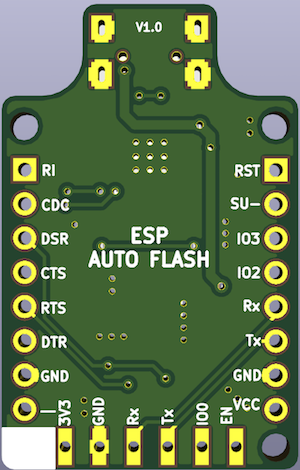 V1.0
RI
RST
CDC
SU-
DSR
IO3
ESP
AUTO FLASH
CTS
IO2
RTS
Rx
DTR
Tx
GND
GND
VCC
3V3
GND
Rx
Tx
IO0
EN